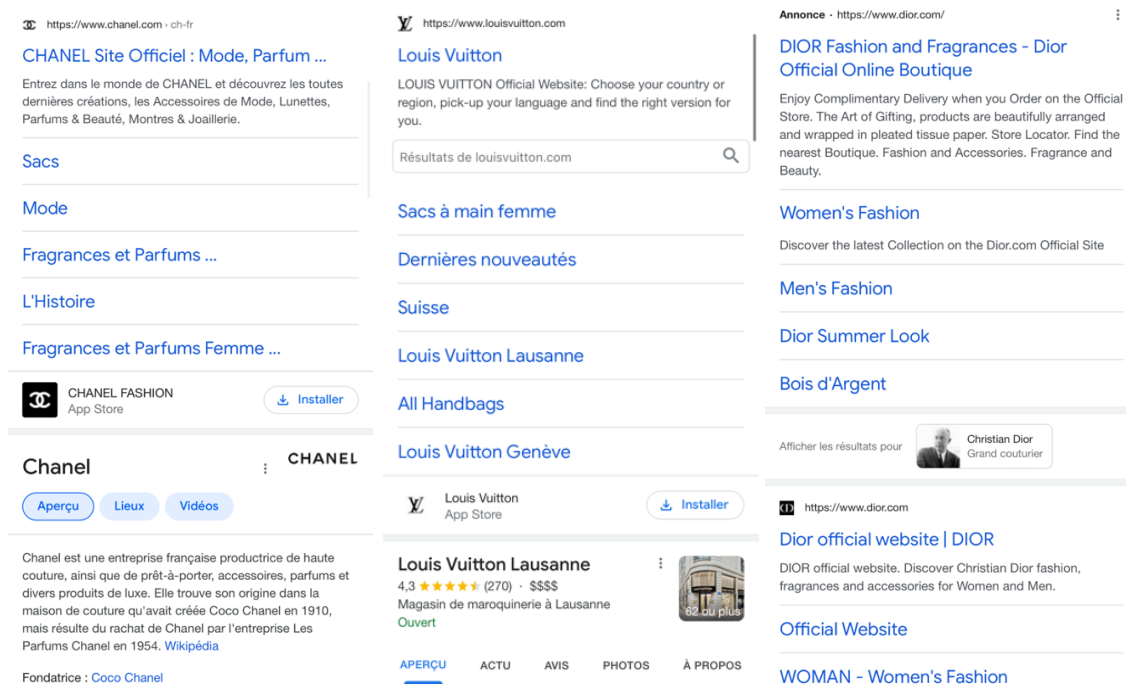 https://www.chanel.com › ch-fr
CHANEL Site Officiel : Mode, Parfum ...
Entrez dans le monde de CHANEL et découvrez les toutes
dernières créations, les Accessoires de Mode, Lunettes,
Parfums & Beauté, Montres & Joaillerie.
Sacs
Mode
Fragrances et Parfums ...
L'Histoire
Fragrances et Parfums Femme ...
CHANEL FASHION
App Store
Installer
Chanel
CHANEL
Aperçu
Lieux
Vidéos
Chanel est une entreprise française productrice de haute
couture, ainsi que de prêt-à-porter, accessoires, parfums et
divers produits de luxe. Elle trouve son origine dans la
maison de couture qu'avait créée Coco Chanel en 1910,
mais résulte du rachat de Chanel par l'entreprise Les
Parfums Chanel en 1954. Wikipédia
Fondatrice : Coco Chanel
https://www.louisvuitton.com
Louis Vuitton
LOUIS VUITTON Official Website: Choose your country or
region, pick-up your language and find the right version for
you.
Résultats de louisvuitton.com
Sacs à main femme
Dernières nouveautés
Suisse
Louis Vuitton Lausanne
All Handbags
Louis Vuitton Genève
Louis Vuitton
App Store
Installer
Louis Vuitton Lausanne
4,3 ★★★★★ (270) · $$$$
Magasin de maroquinerie à Lausanne
Ouvert
62 ou plus
APERÇU
ACTU
AVIS
PHOTOS
À PROPOS
Annonce · https://www.dior.com/
DIOR Fashion and Fragrances - Dior
Official Online Boutique
Enjoy Complimentary Delivery when you Order on the Official
Store. The Art of Gifting, products are beautifully arranged
and wrapped in pleated tissue paper. Store Locator. Find the
nearest Boutique. Fashion and Accessories. Fragrance and
Beauty.
Women's Fashion
Discover the latest Collection on the Dior.com Official Site
Men's Fashion
Dior Summer Look
Bois d'Argent
Afficher les résultats pour
Christian Dior
Grand couturier
https://www.dior.com
Dior official website | DIOR
DIOR official website. Discover Christian Dior fashion,
fragrances and accessories for Women and Men.
Official Website
WOMAN - Women's Fashion